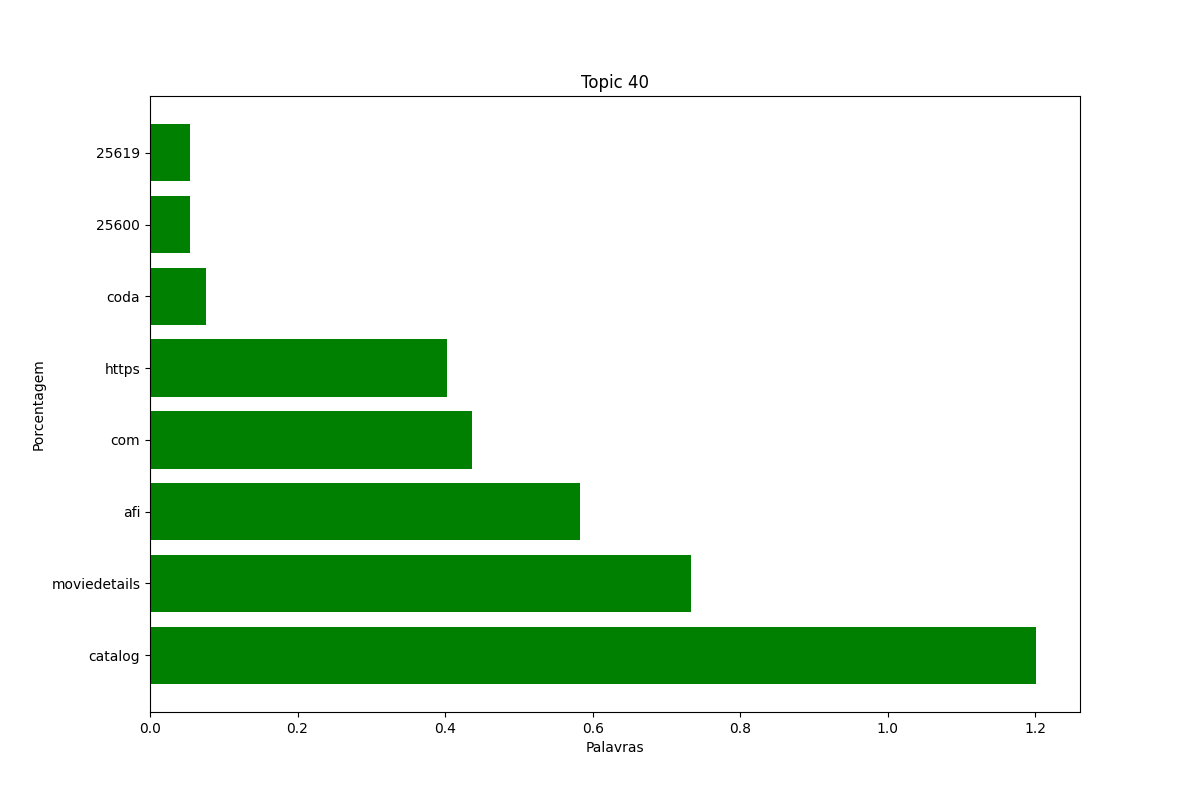 Topic 40
25619
25600
coda
https
com
afi
moviedetails
catalog
Porcentagem
0.0 0.2 0.4 0.6 0.8 1.0 1.2
Palavras